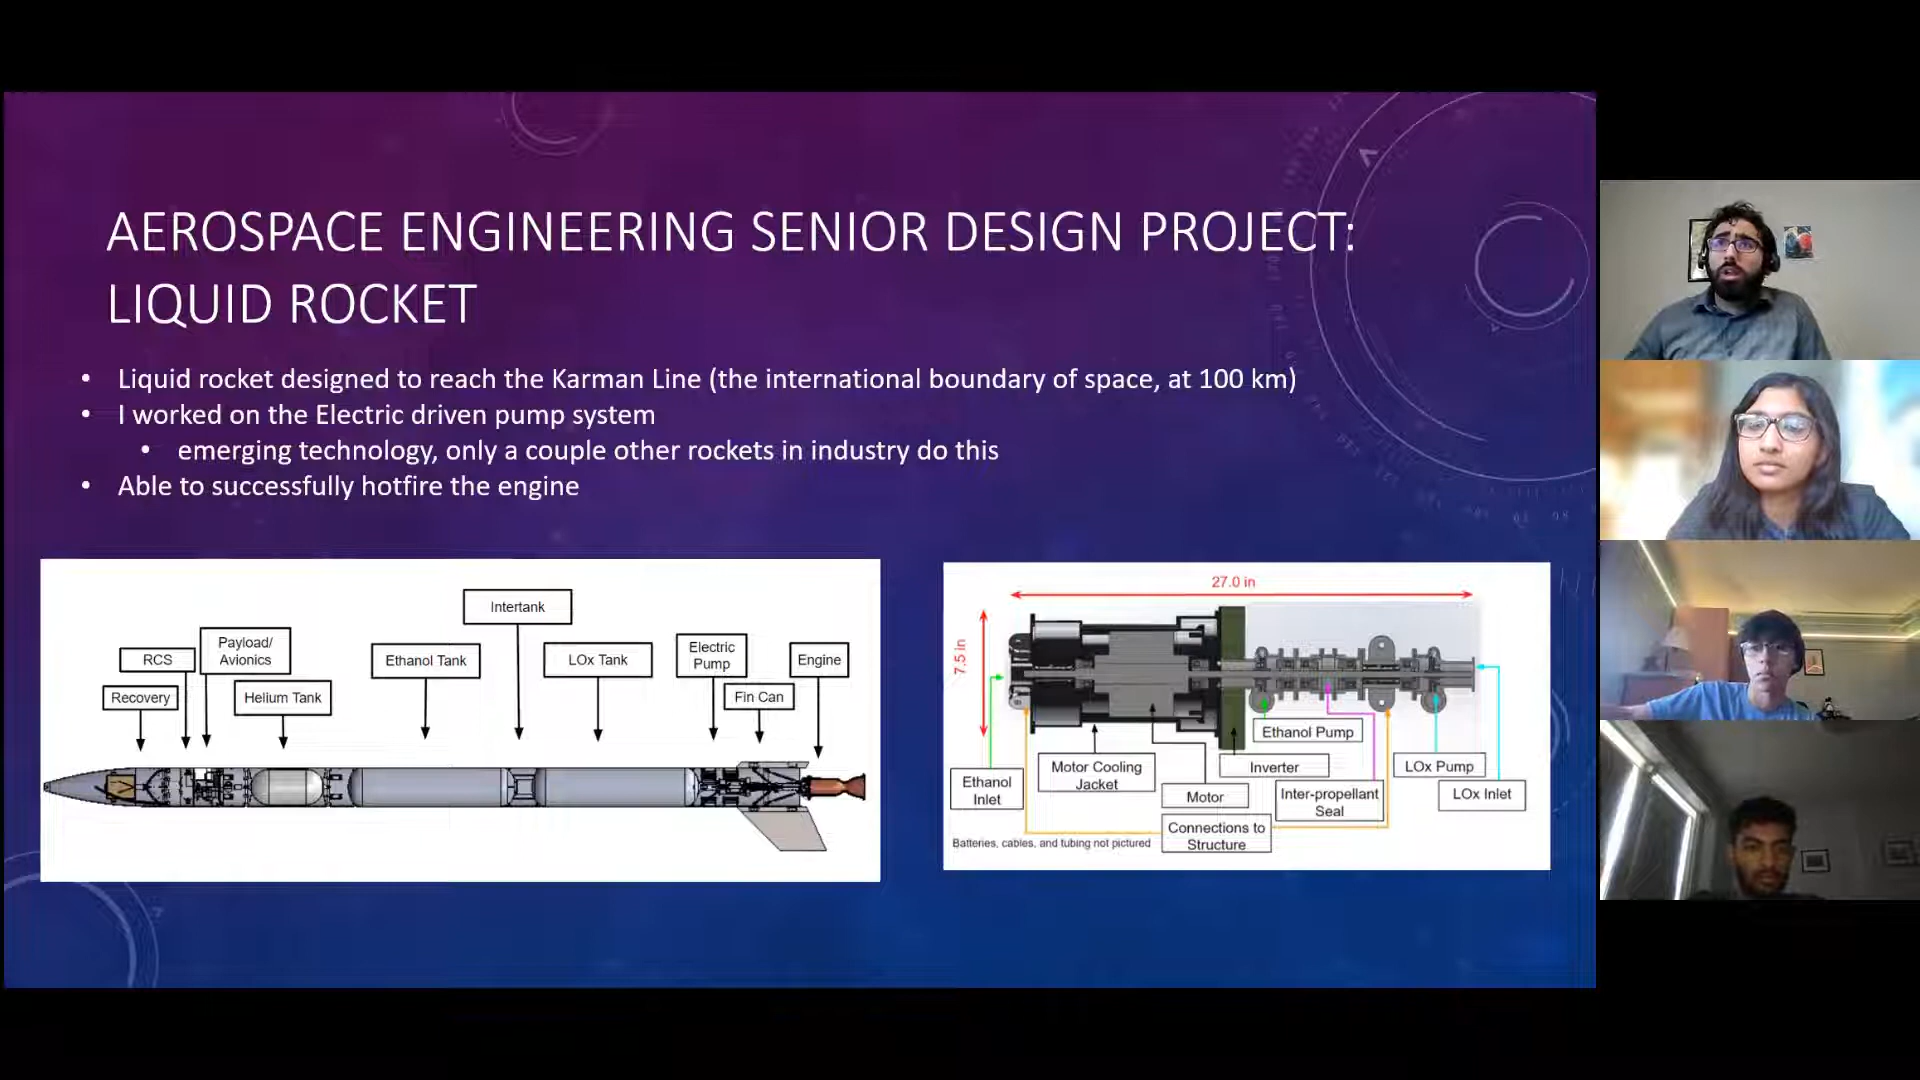 AEROSPACE ENGINEERING SENIOR DESIGN PROJECT:
LIQUID ROCKET
• Liquid rocket designed to reach the Karman Line (the international boundary of space, at 100 km)
• I worked on the Electric driven pump system
• emerging technology, only a couple other rockets in industry do this
• Able to successfully hotfire the engine
Intertank
RCS
Payload/
Avionics
Ethanol Tank
LOx Tank
Electric
Pump
Engine
Recovery
Helium Tank
Fin Can
27.0 in
7.5 in
Ethanol Pump
Ethanol
Inlet
Motor Cooling
Jacket
Inverter
LOx Pump
Motor
Inter-propellant
Seal
LOx Inlet
Connections to
Structure
Batteries, cables, and tubing not pictured